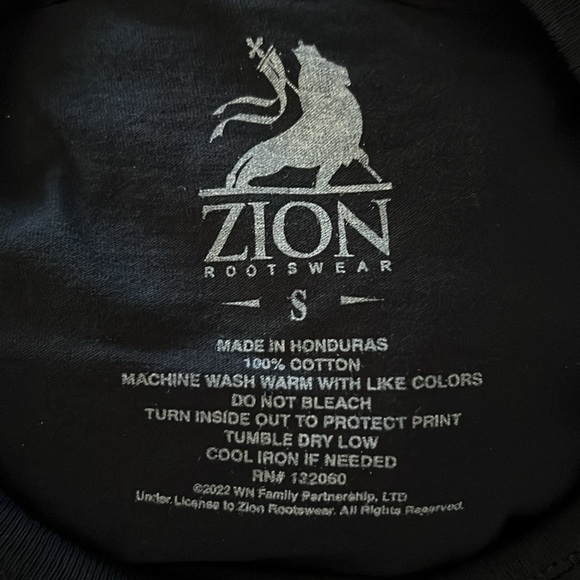 ZION
ROOTSWEAR
S
MADE IN HONDURAS
100% COTTON
MACHINE WASH WARM WITH LIKE COLORS
DO NOT BLEACH
TURN INSIDE OUT TO PROTECT PRINT
TUMBLE DRY LOW
COOL IRON IF NEEDED
RN# 132060
©2022 WN Family Partnership, LTD
Under License to Zion Rootswear. All Rights Reserved.